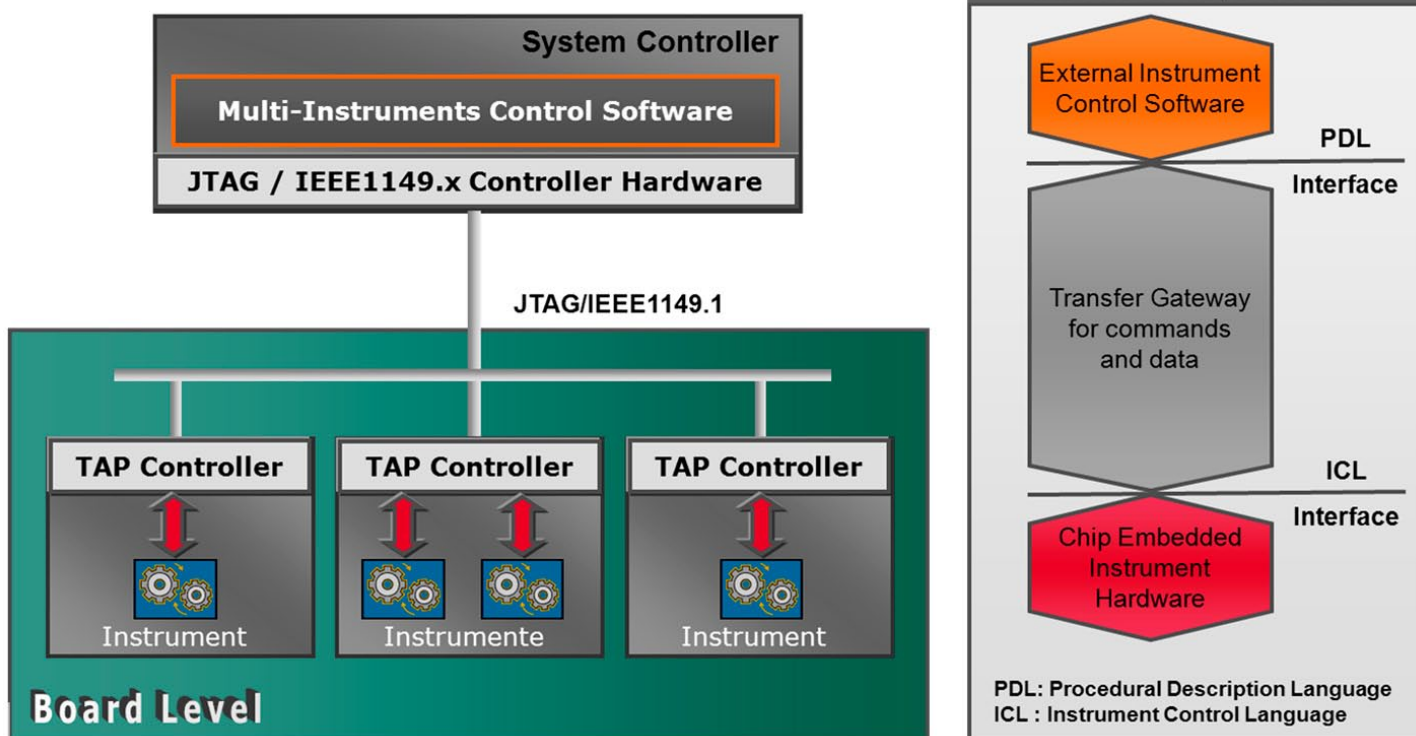 System Controller
Multi-Instruments Control Software
JTAG / IEEE1149.x Controller Hardware
JTAG/IEEE1149.1
TAP Controller
TAP Controller
TAP Controller
Instrument
Instrumente
Instrument
Board Level
External Instrument
Control Software
PDL
Interface
Transfer Gateway
for commands
and data
ICL
Interface
Chip Embedded
Instrument
Hardware
PDL: Procedural Description Language
ICL : Instrument Control Language